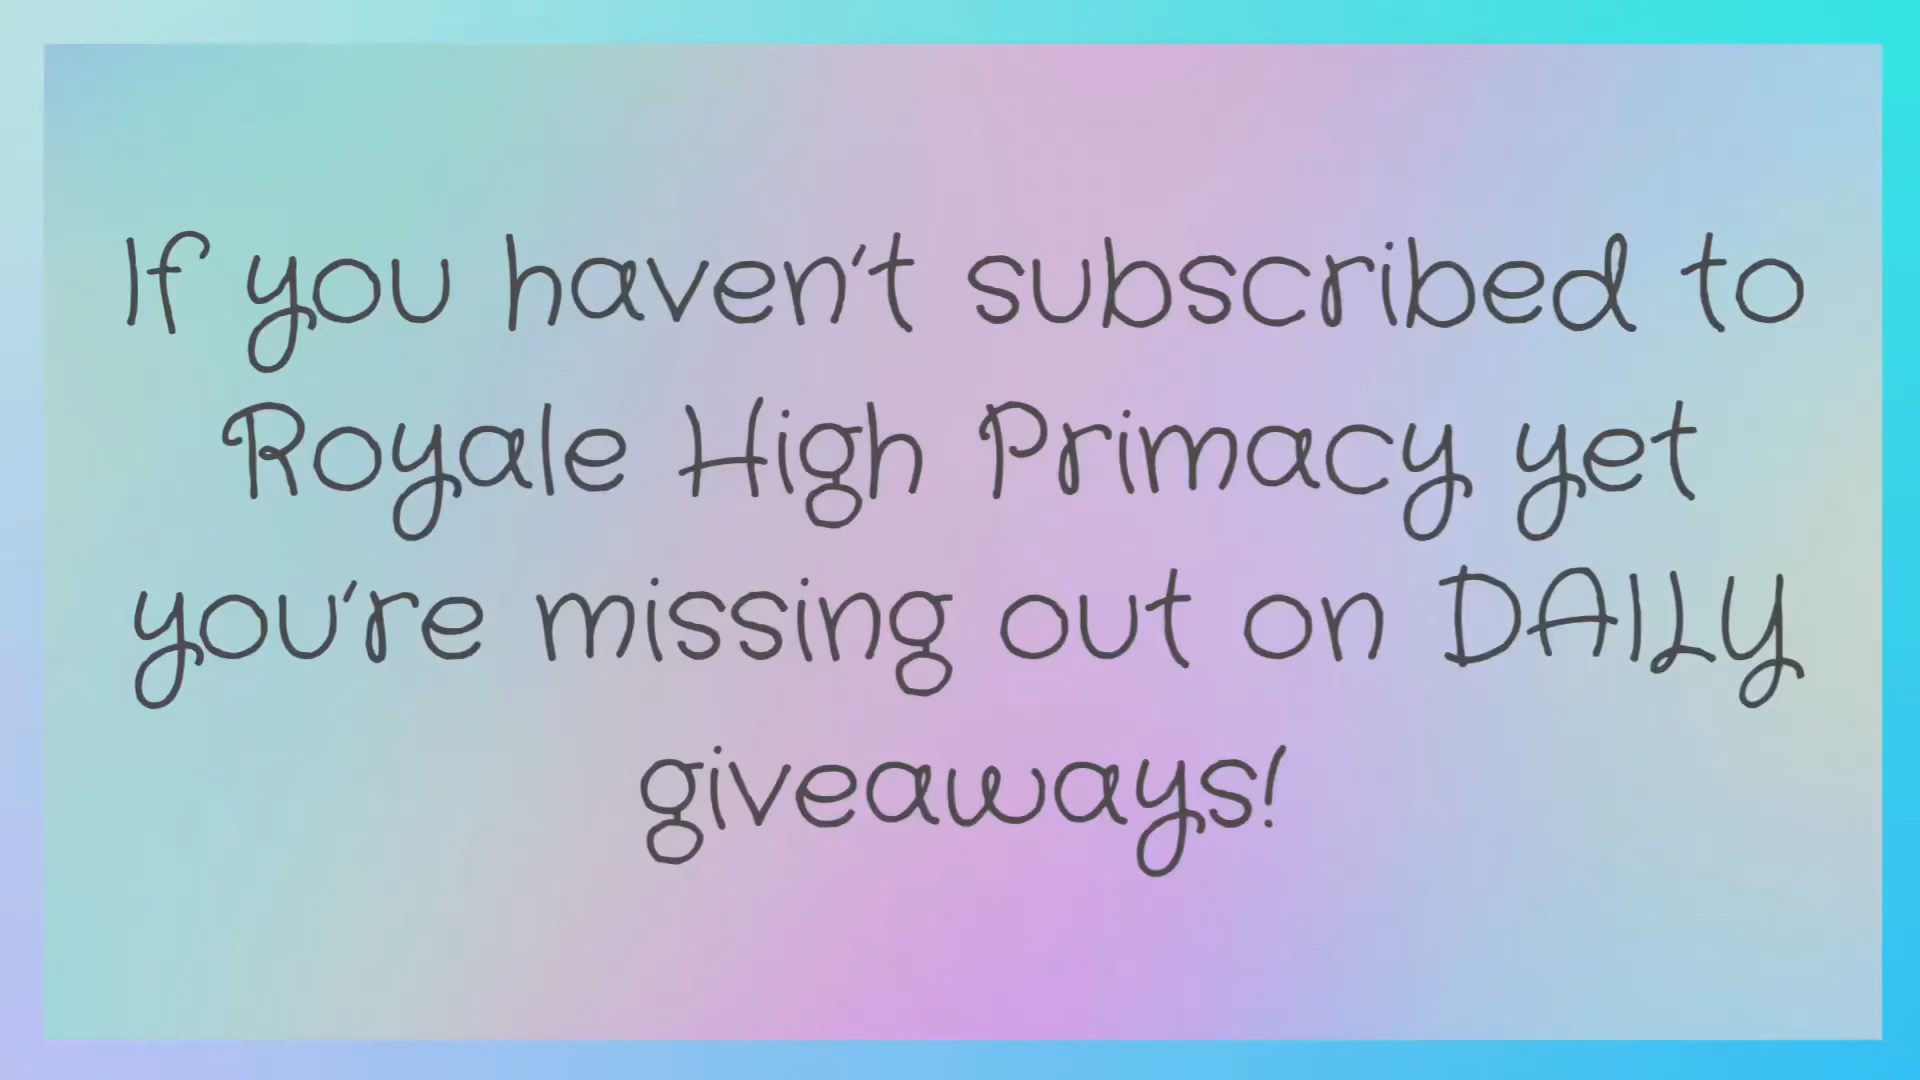 If you haven't subscribed to
Royale High Primacy yet
you're missing out on DAILY
giveaways!